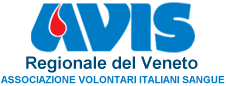 AVIS
Regionale del Veneto
ASSOCIAZIONE VOLONTARI ITALIANI SANGUE